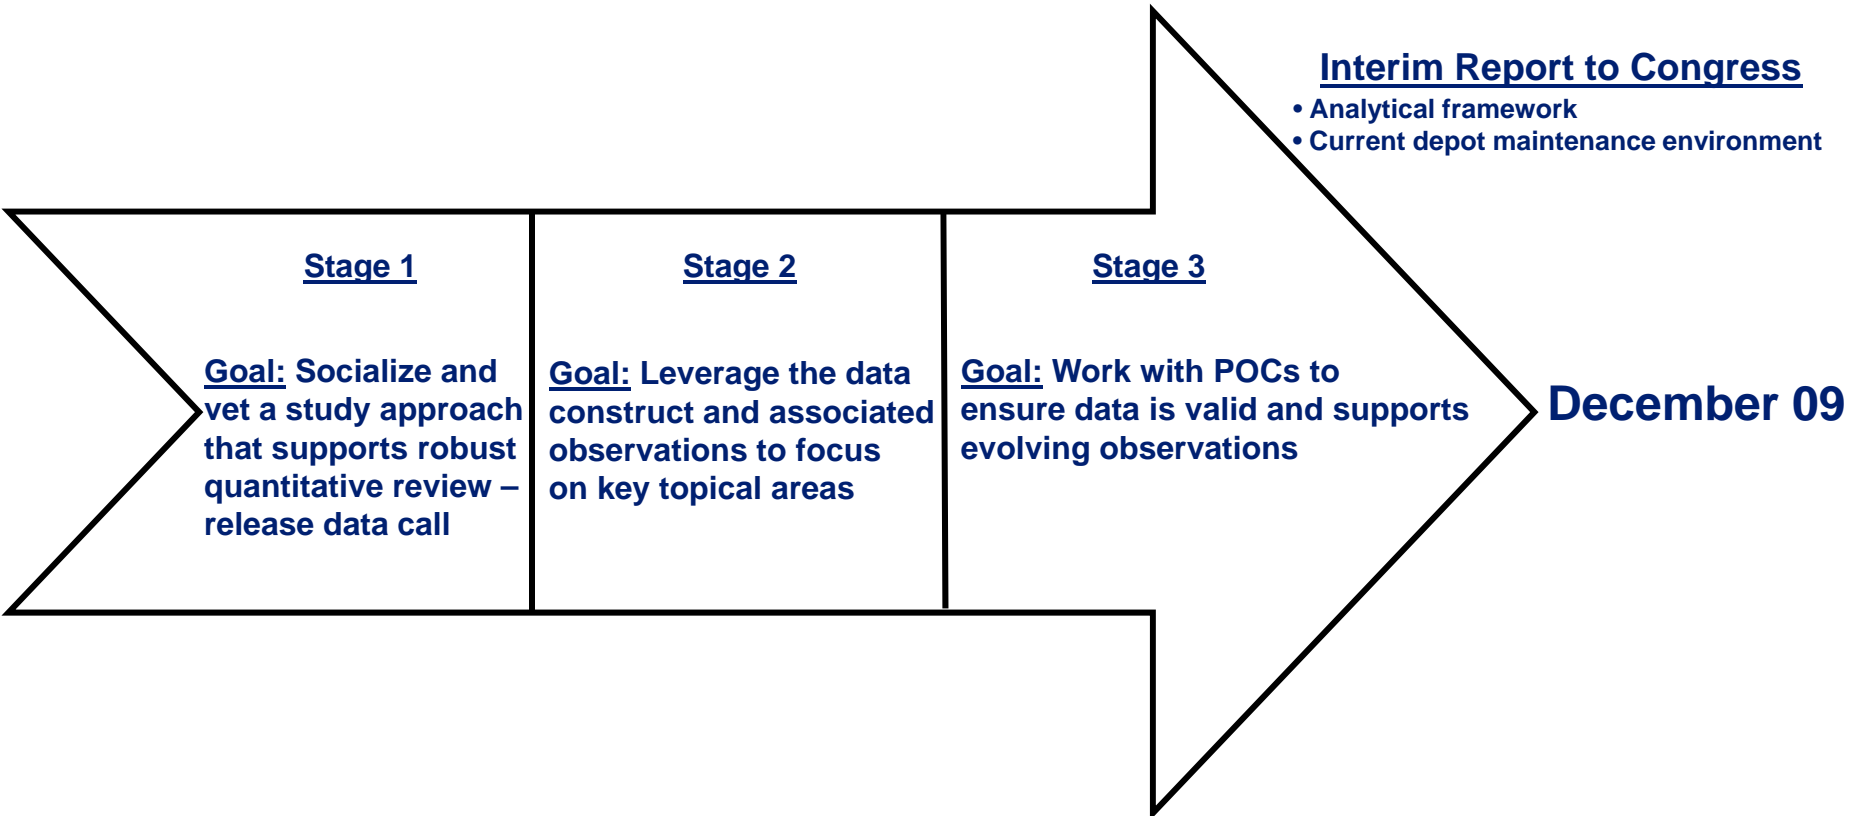 Interim Report to Congress
• Analytical framework
• Current depot maintenance environment
Stage 1
Goal: Socialize and
vet a study approach
that supports robust
quantitative review –
release data call
Stage 2
Goal: Leverage the data
construct and associated
observations to focus
on key topical areas
Stage 3
Goal: Work with POCs to
ensure data is valid and supports
evolving observations
December 09